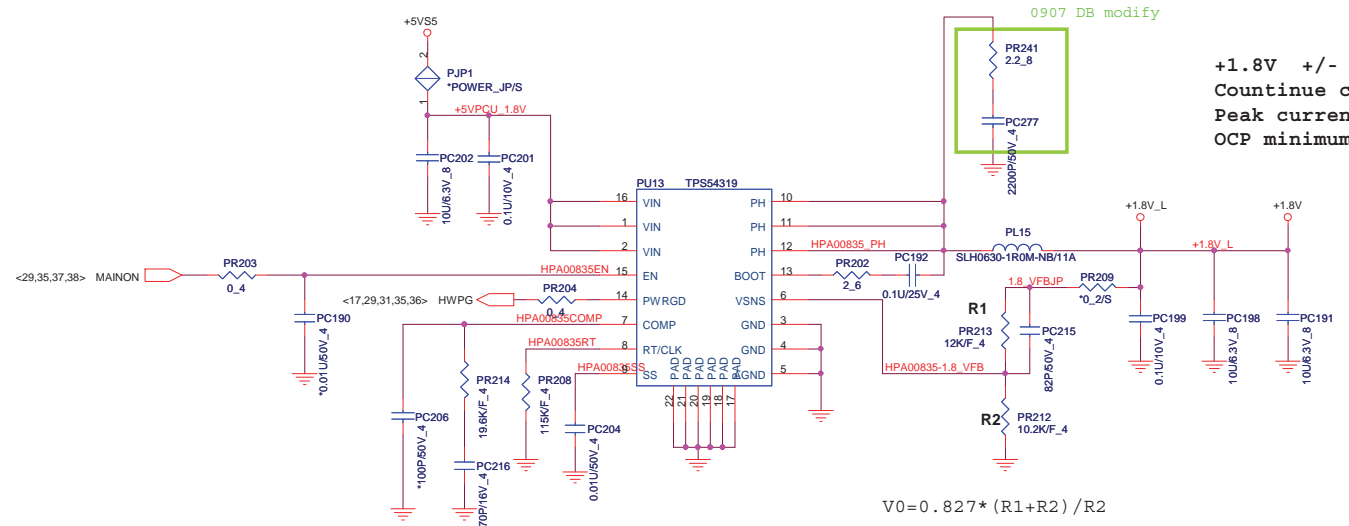 0907 DB modify
+5VS5
2
PJP1
*POWER_JP/S
1
+5VPCU_1.8V
PR241
2.2_8
PC277
2200P/50V_4
+1.8V +/-
Countinue c
Peak curren
OCP minimum
PC202
10U/6.3V_8
PC201
0.1U/10V_4
PU13 TPS54319
16 VIN
1 VIN
2 VIN
15 EN
14 PWRGD
7 COMP
8 RT/CLK
9 SS
PH 10
PH 11
PH 12
BOOT 13
VSNS 6
GND 3
GND 4
AGND 5
PAD PAD PAD PAD PAD PAD
22 21 20 19 18 17
HPA00835_PH
PL15
SLH0630-1R0M-NB/11A
+1.8V_L
+1.8V
+1.8V_L
<29,35,37,38> MAINON
PR203
0_4
HPA00835EN
PR202
2_6
PC192
0.1U/25V_4
<17,29,31,35,36> HWPG
PR204
0_4
1.8_VFBJP
PR209
*0_2/S
PC190
*0.01U/50V_4
HPA00835COMP
HPA00835RT
HPA00835SS
R1
PR213
12K/F_4
PC215
82P/50V_4
PC199
0.1U/10V_4
PC198
10U/6.3V_8
PC191
10U/6.3V_8
HPA00835-1.8_VFB
PC206
*100P/50V_4
PR214
19.6K/F_4
PR208
115K/F_4
PC204
0.01U/50V_4
R2
PR212
10.2K/F_4
PC216
70P/16V_4
V0=0.827*(R1+R2)/R2